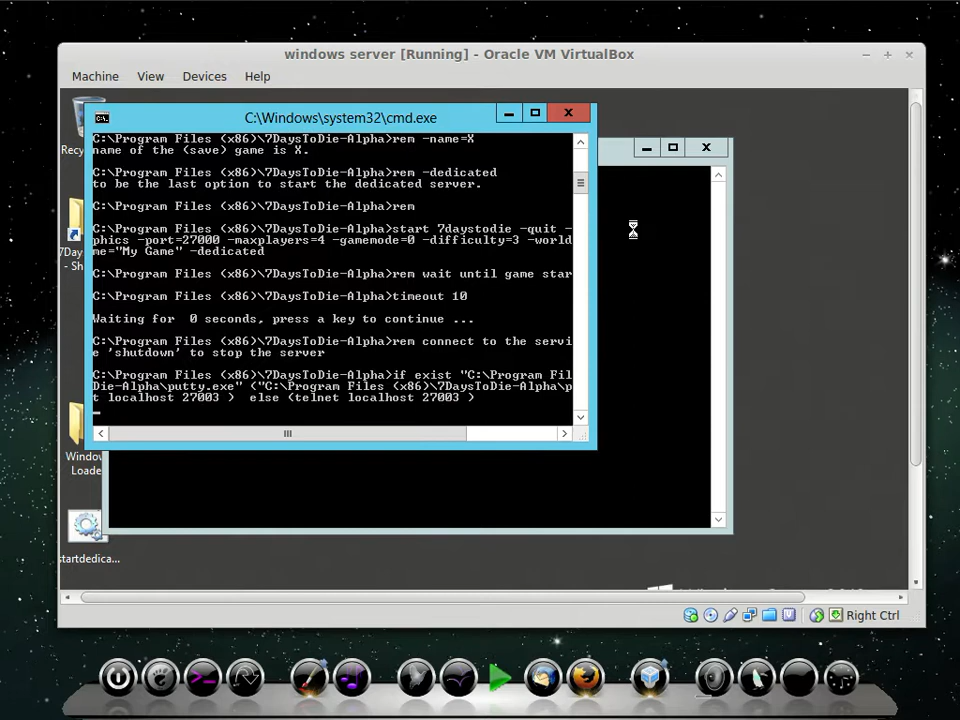 windows server [Running] - Oracle VM VirtualBox
Machine View Devices Help
C:\Windows\system32\cmd.exe
C:\Program Files (x86)\7DaysToDie-Alpha>rem -name=X
name of the (save) game is X.
C:\Program Files (x86)\7DaysToDie-Alpha>rem -dedicated
to be the last option to start the dedicated server.
C:\Program Files (x86)\7DaysToDie-Alpha>rem
C:\Program Files (x86)\7DaysToDie-Alpha>start 7daystodie -quit -
phics -port=27000 -maxplayers=4 -gamemode=0 -difficulty=3 -world
me="My Game" -dedicated
C:\Program Files (x86)\7DaysToDie-Alpha>rem wait until game star
C:\Program Files (x86)\7DaysToDie-Alpha>timeout 10
Waiting for 0 seconds, press a key to continue ...
C:\Program Files (x86)\7DaysToDie-Alpha>rem connect to the servi
e 'shutdown' to stop the server
C:\Program Files (x86)\7DaysToDie-Alpha>if exist "C:\Program Fil
Die-Alpha\putty.exe" ("C:\Program Files (x86)\7DaysToDie-Alpha\p
t localhost 27003 ) else (telnet localhost 27003 )
Recy
7Day
- Sh
Window
Loade
startdedica...
Right Ctrl